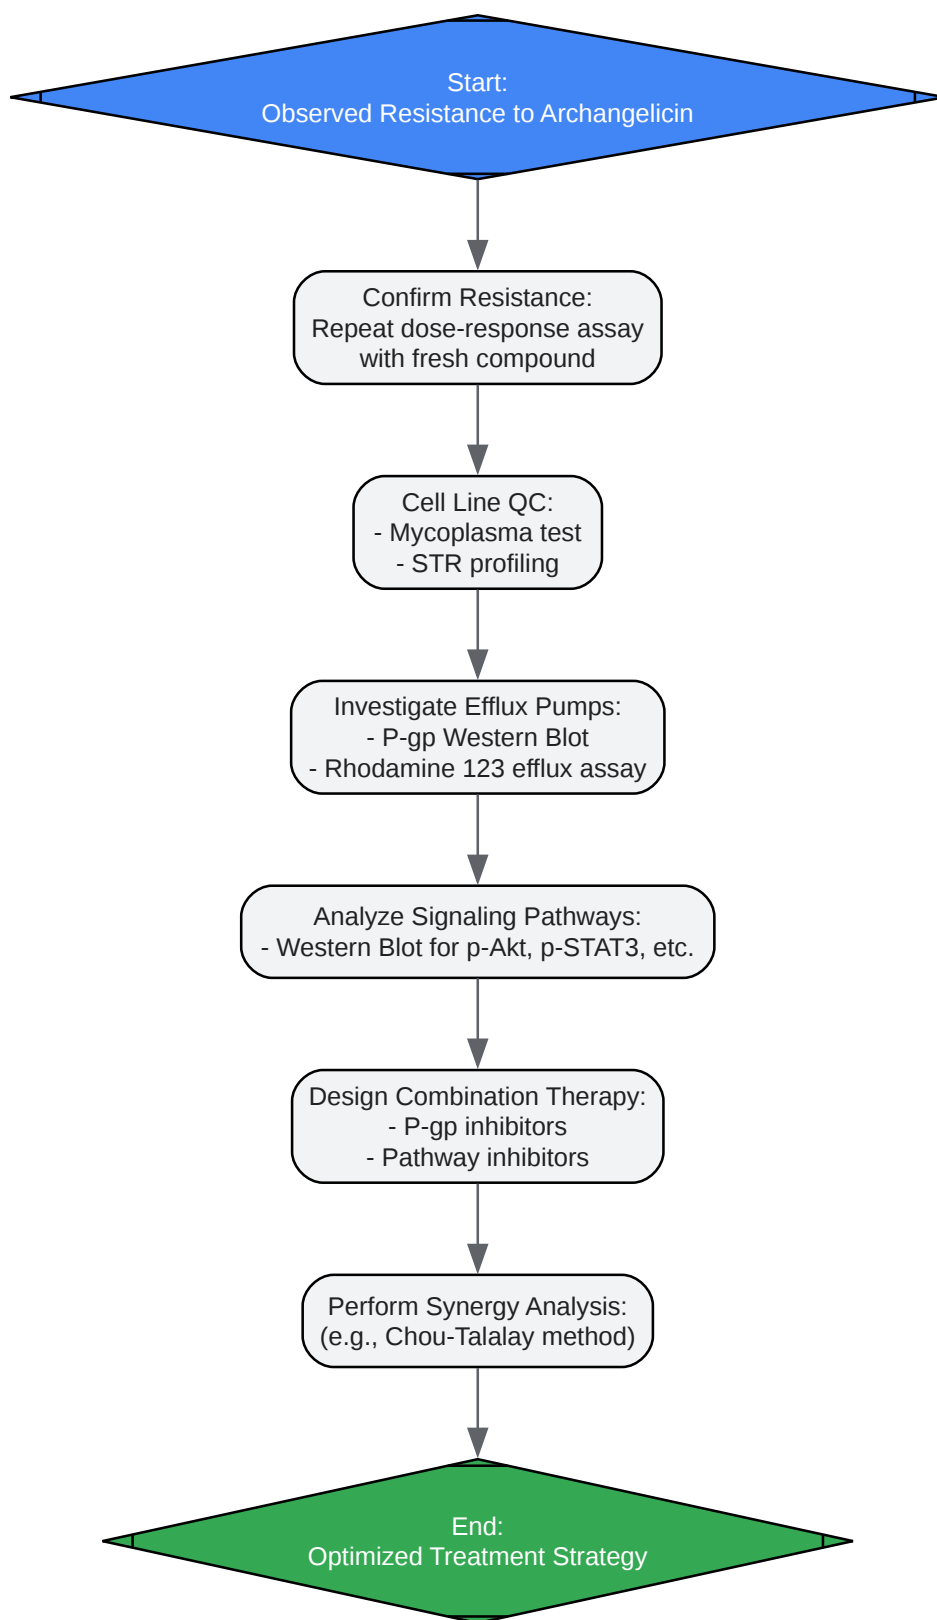 Start:
Observed Resistance to Archangelicin
Confirm Resistance:
Repeat dose-response assay
with fresh compound
Cell Line QC:
- Mycoplasma test
- STR profiling
Investigate Efflux Pumps:
- P-gp Western Blot
- Rhodamine 123 efflux assay
Analyze Signaling Pathways:
- Western Blot for p-Akt, p-STAT3, etc.
Design Combination Therapy:
- P-gp inhibitors
- Pathway inhibitors
Perform Synergy Analysis:
(e.g., Chou-Talalay method)
End:
Optimized Treatment Strategy